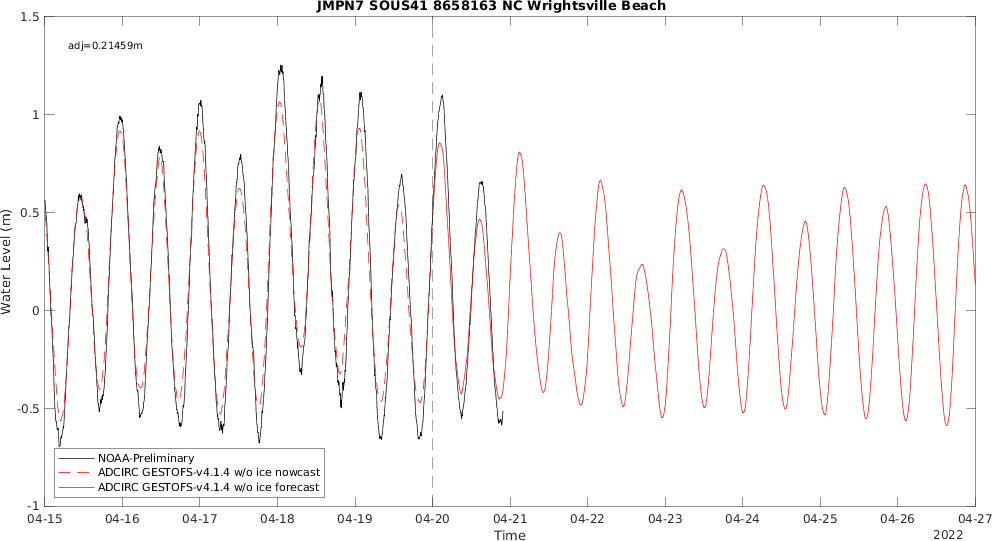 JMPN7 SOUS41 8658163 NC Wrightsville Beach
1.5
adj=0.21459m
1
0.5
0
-0.5
-1
Water Level (m)
NOAA-Preliminary
ADCIRC GESTOFS-v4.1.4 w/o ice nowcast
ADCIRC GESTOFS-v4.1.4 w/o ice forecast
04-15 04-16 04-17 04-18 04-19 04-20 04-21 04-22 04-23 04-24 04-25 04-26 04-27
Time
2022